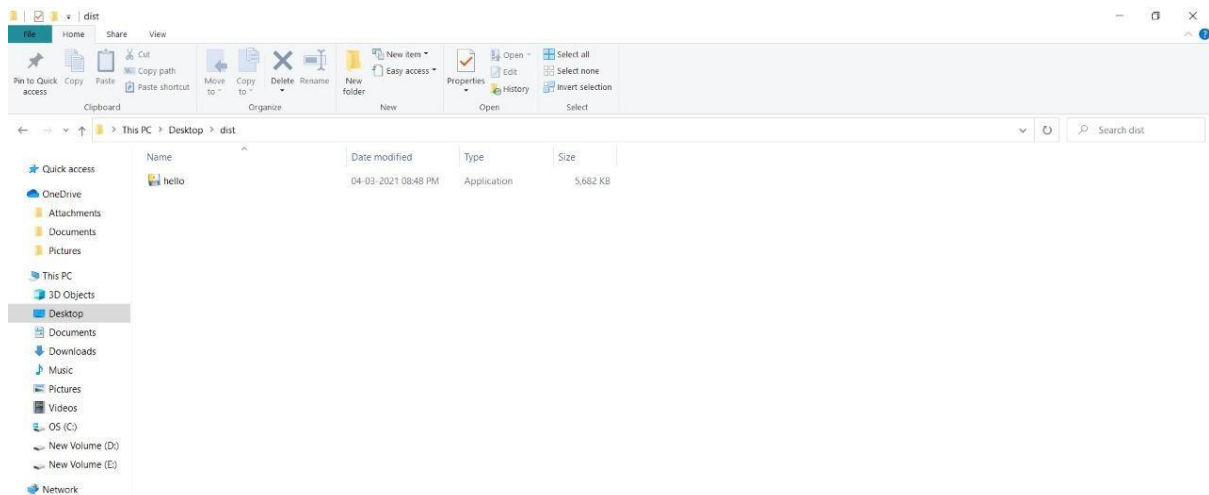 dist
File Home Share View
Pin to Quick access
Copy
Paste
Cut
Copy path
Paste shortcut
Clipboard
Move to
Copy to
Delete
Rename
Organize
New folder
New item
Easy access
New
Properties
Open
Edit
History
Open
Select all
Select none
Invert selection
Select
This PC > Desktop > dist
Search dist
Name Date modified Type Size
hello 04-03-2021 08:48 PM Application 5,682 KB
Quick access
OneDrive
Attachments
Documents
Pictures
This PC
3D Objects
Desktop
Documents
Downloads
Music
Pictures
Videos
OS (C:)
New Volume (D:)
New Volume (E:)
Network